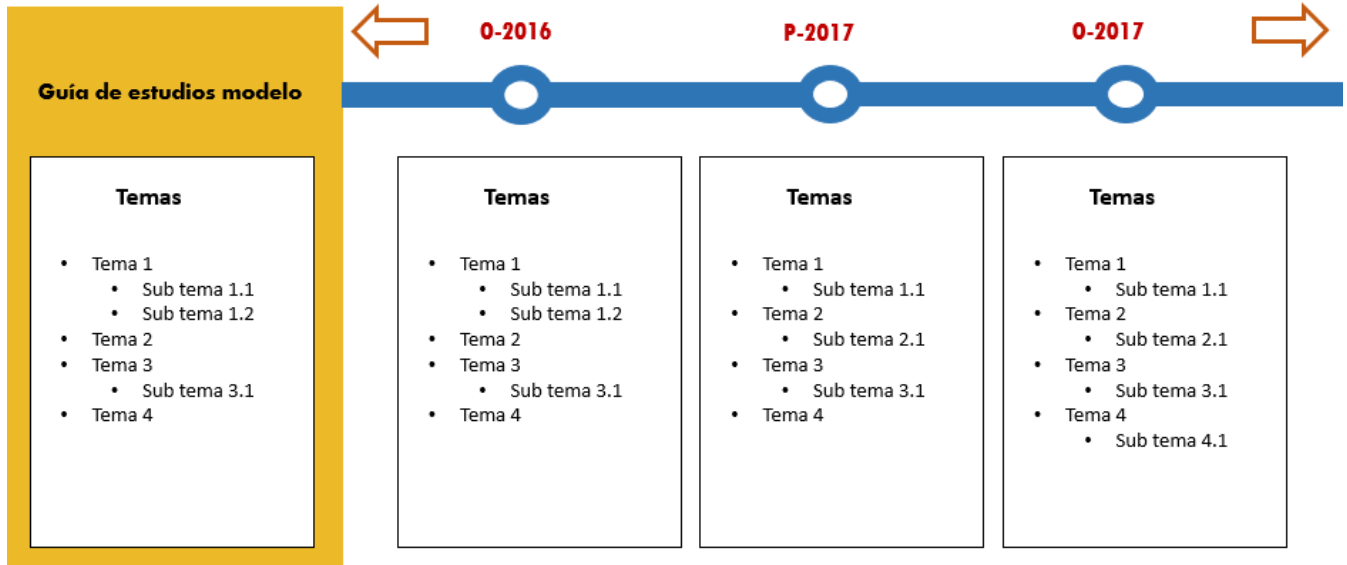 Guía de estudios modelo
O-2016
P-2017
O-2017
Temas
• Tema 1
• Sub tema 1.1
• Sub tema 1.2
• Tema 2
• Tema 3
• Sub tema 3.1
• Tema 4
Temas
• Tema 1
• Sub tema 1.1
• Sub tema 1.2
• Tema 2
• Tema 3
• Sub tema 3.1
• Tema 4
Temas
• Tema 1
• Sub tema 1.1
• Tema 2
• Sub tema 2.1
• Tema 3
• Sub tema 3.1
• Tema 4
Temas
• Tema 1
• Sub tema 1.1
• Tema 2
• Sub tema 2.1
• Tema 3
• Sub tema 3.1
• Tema 4
• Sub tema 4.1